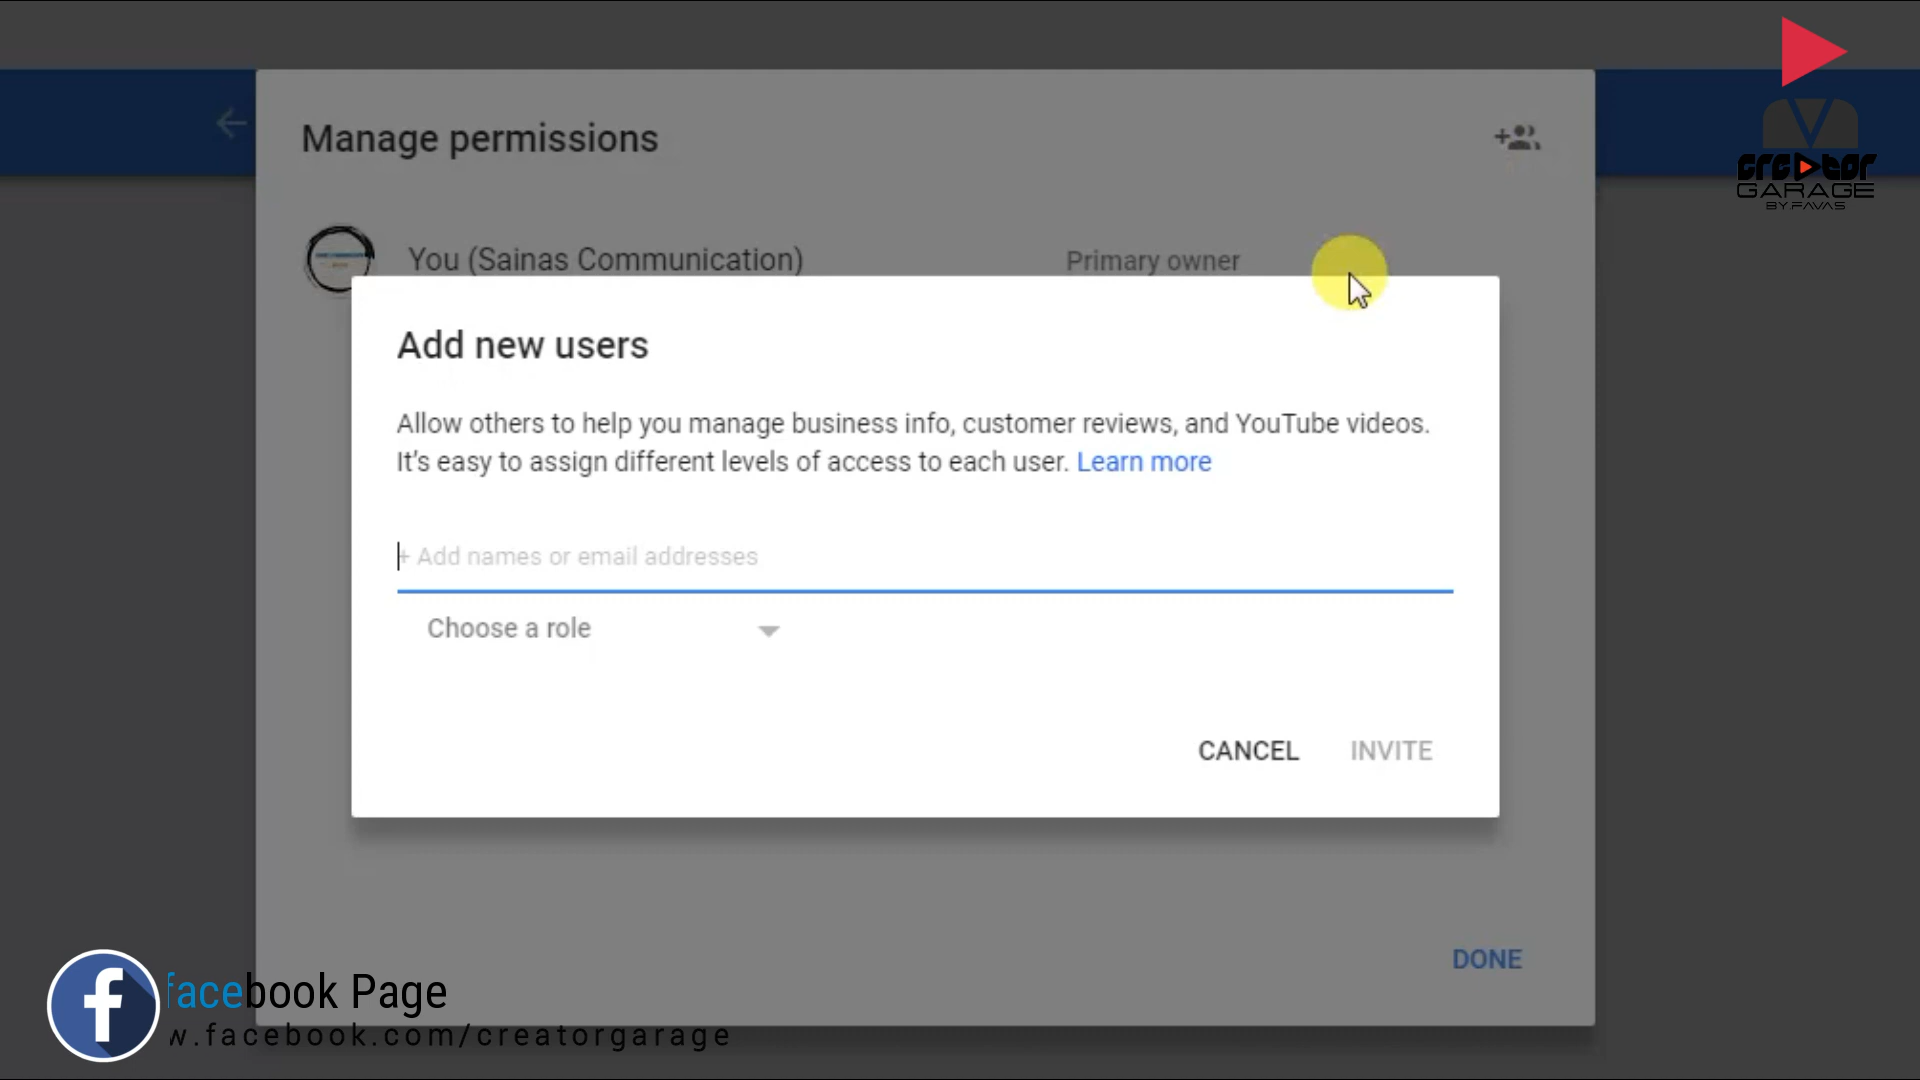 Manage permissions
CREATOR
GARAGE
BY.FAVAS
You (Sainas Communication)
Primary owner
Add new users
Allow others to help you manage business info, customer reviews, and YouTube videos.
It's easy to assign different levels of access to each user. Learn more
+ Add names or email addresses
Choose a role
CANCEL
INVITE
DONE
facebook Page
w.facebook.com/creatorgarage